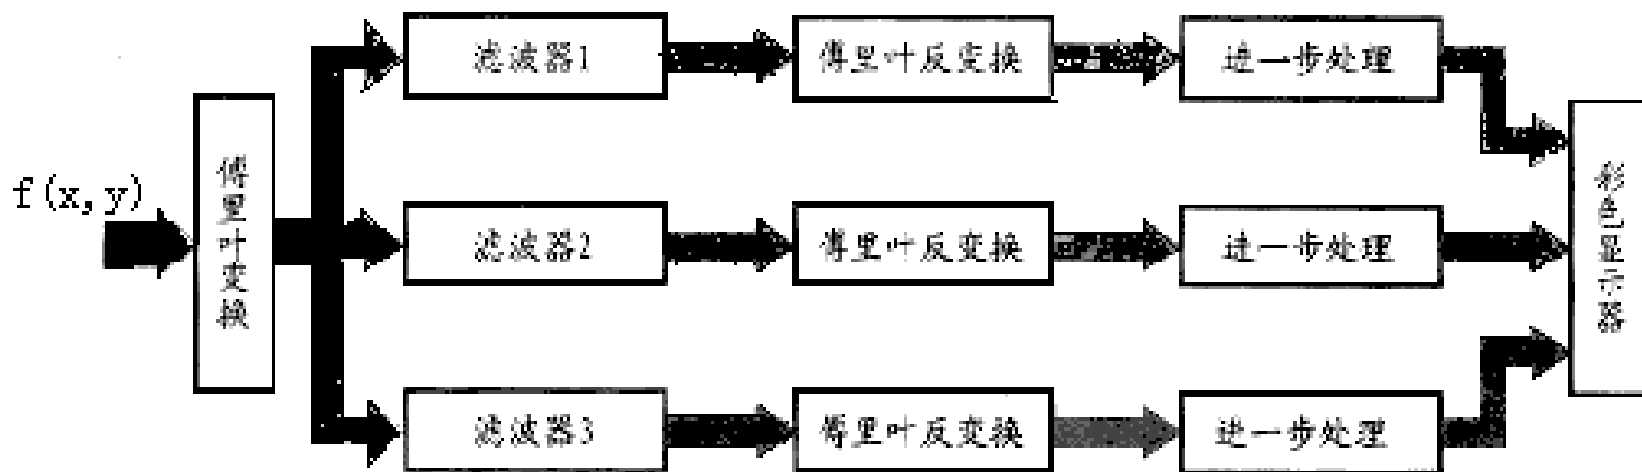 f(x,y)
傅里叶变换
滤波器1
傅里叶反变换
进一步处理
滤波器2
傅里叶反变换
进一步处理
滤波器3
傅里叶反变换
进一步处理
彩色显示器